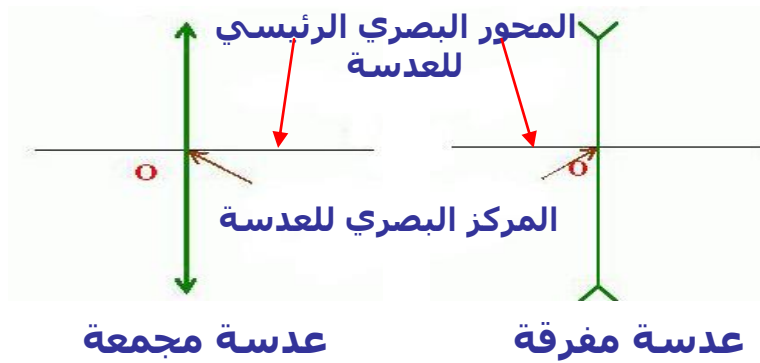 المحور البصري الرئيسي
للعدسة
O
O
المركز البصري للعدسة
عدسة مفرقة
عدسة مجمعة